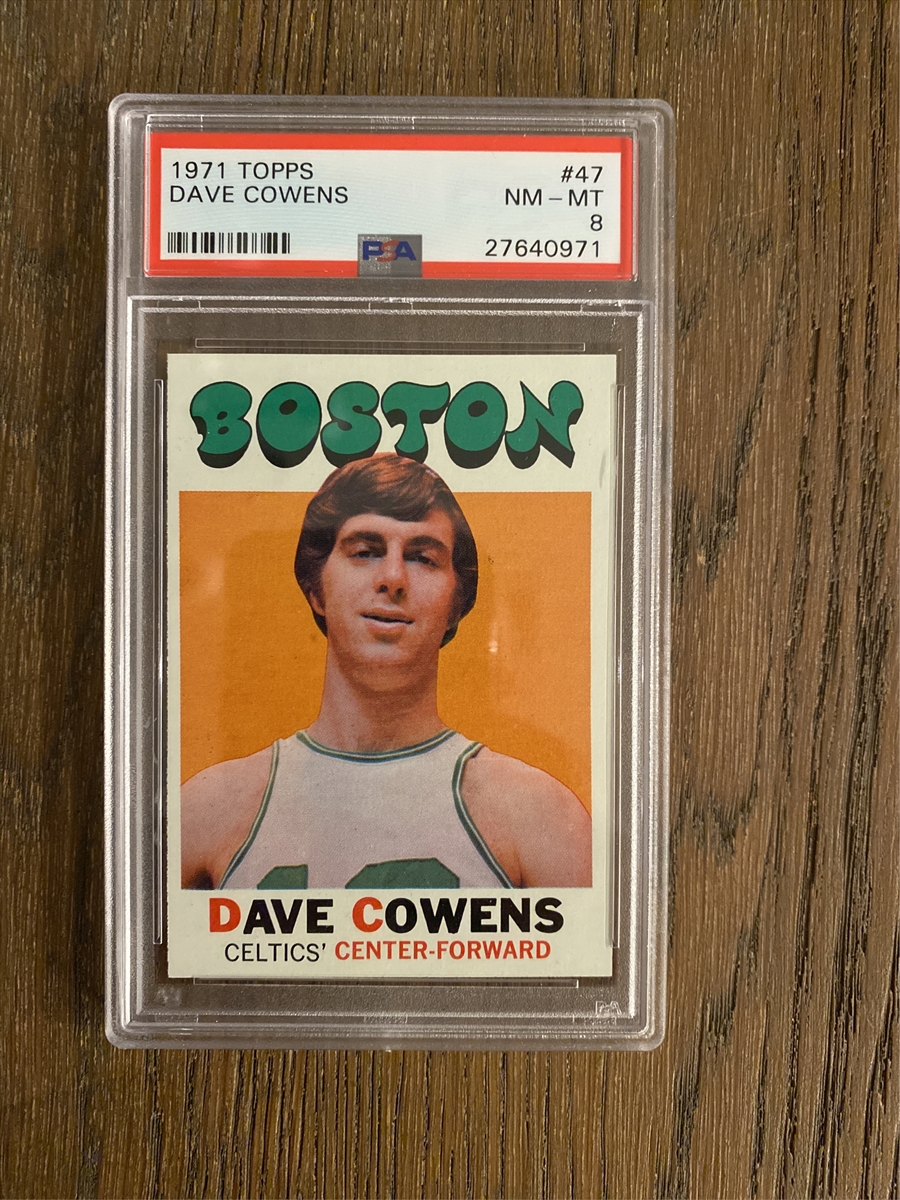 1971 TOPPS #47
DAVE COWENS NM - MT
8
27640971
PSA
BOSTON
DAVE COWENS
CELTICS' CENTER-FORWARD